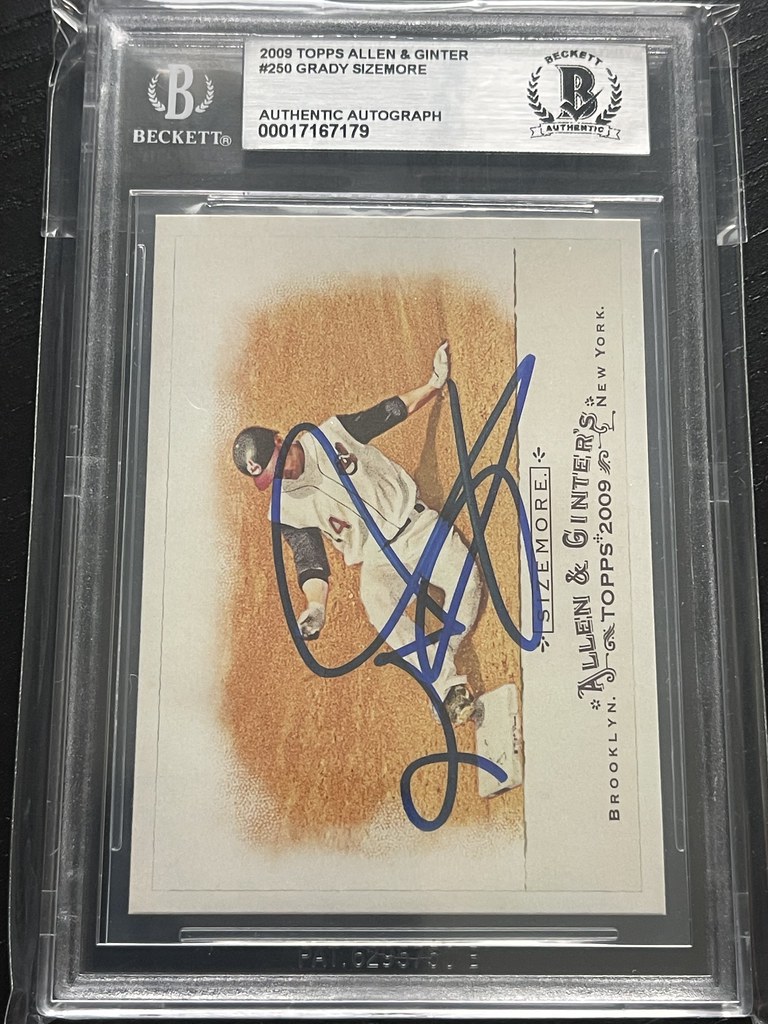 2009 TOPPS ALLEN & GINTER
#250 GRADY SIZEMORE
AUTHENTIC AUTOGRAPH
00017167179
B
BECKETT®
BECKETT
B
AUTHENTIC
4
SIZEMORE.
ALLEN & GINTER'S
BROOKLYN. TOPPS 2009 NEW YORK.